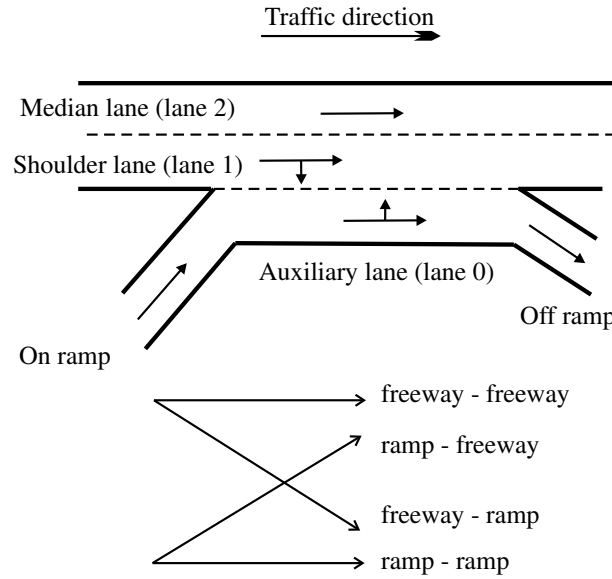 Traffic direction
Median lane (lane 2)
Shoulder lane (lane 1)
Auxiliary lane (lane 0)
Off ramp
On ramp
freeway - freeway
ramp - freeway
freeway - ramp
ramp - ramp